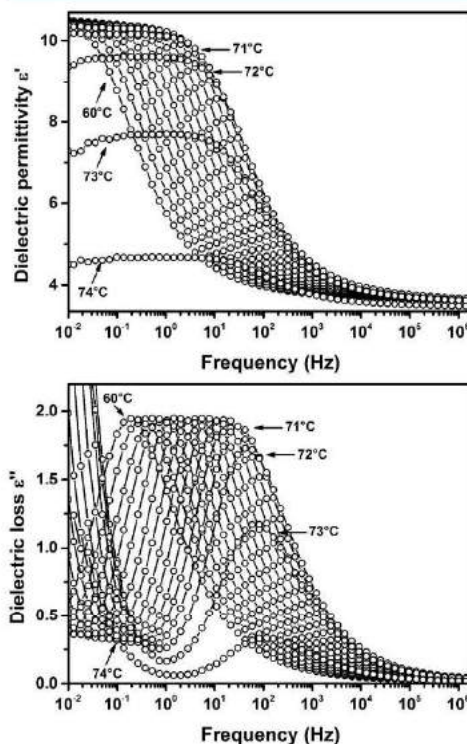 10
8
6
4
Dielectric permittivity ε'
71°C
72°C
60°C
73°C
74°C
10⁻² 10⁻¹ 10⁰ 10¹ 10² 10³ 10⁴ 10⁵ 10⁶
Frequency (Hz)
2.0
1.5
1.0
0.5
0.0
Dielectric loss ε"
60°C
71°C
72°C
73°C
74°C
10⁻² 10⁻¹ 10⁰ 10¹ 10² 10³ 10⁴ 10⁵ 10⁶
Frequency (Hz)